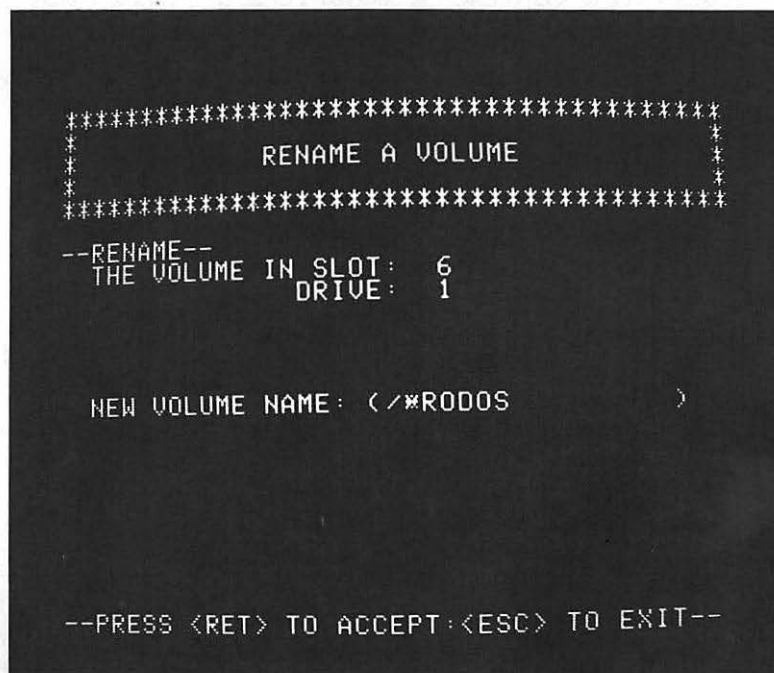 ***************************************
* *
* RENAME A VOLUME *
* *
***************************************
--RENAME--
THE VOLUME IN SLOT: 6
DRIVE: 1
NEW VOLUME NAME: (/*RODOS )
--PRESS <RET> TO ACCEPT:<ESC> TO EXIT--